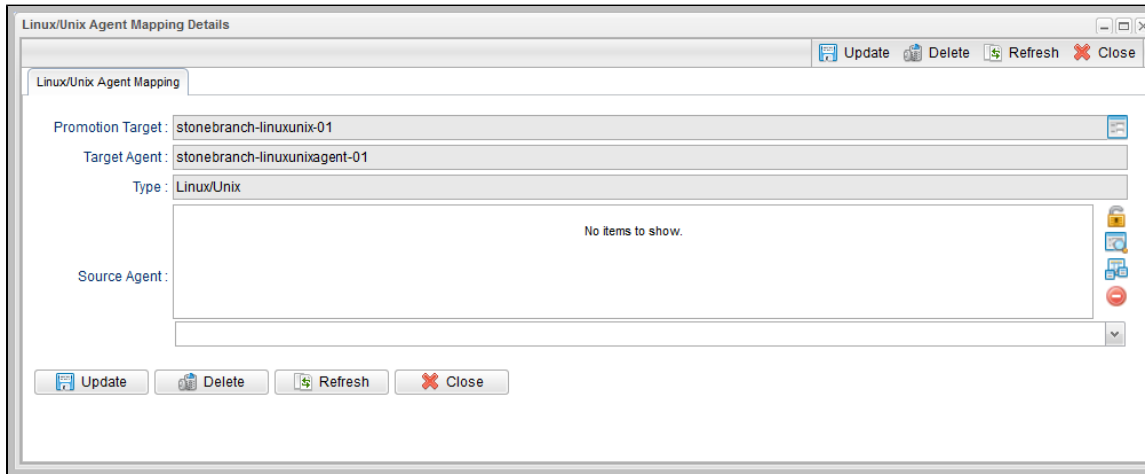 Linux/Unix Agent Mapping Details
Update Delete Refresh Close
Linux/Unix Agent Mapping
Promotion Target : stonebranch-linuxunix-01
Target Agent : stonebranch-linuxunixagent-01
Type : Linux/Unix
No items to show.
Source Agent :
Update Delete Refresh Close